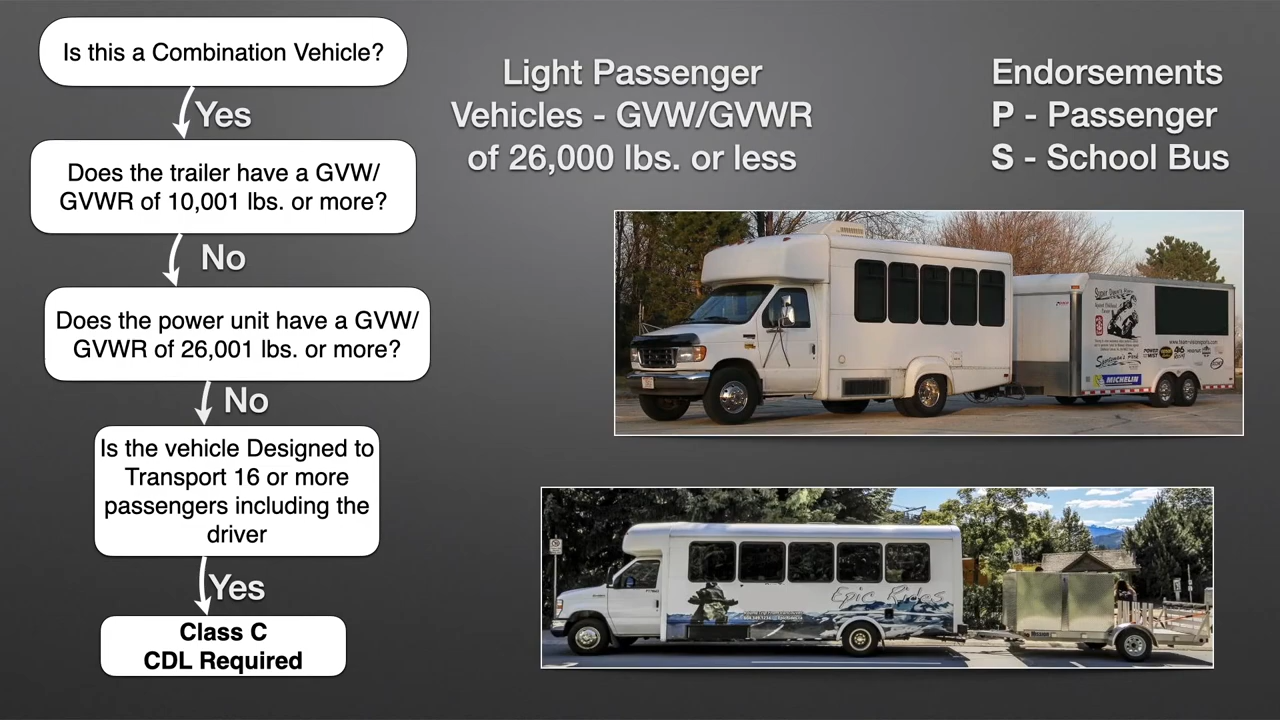 Is this a Combination Vehicle?
Yes
Does the trailer have a GVW/
GVWR of 10,001 lbs. or more?
No
Does the power unit have a GVW/
GVWR of 26,001 lbs. or more?
No
Is the vehicle Designed to
Transport 16 or more
passengers including the
driver
Yes
Class C
CDL Required
Light Passenger
Vehicles - GVW/GVWR
of 26,000 lbs. or less
Endorsements
P - Passenger
S - School Bus
MICHELIN
Epic Rides